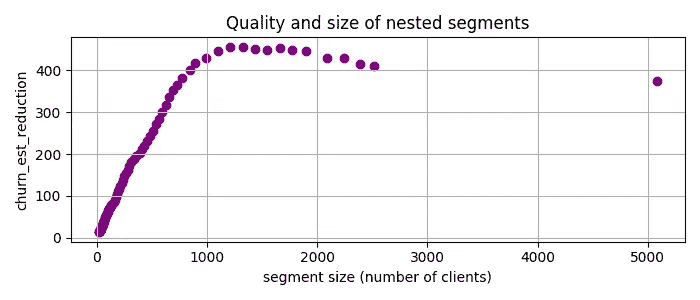 Quality and size of nested segments
churn_est_reduction
400
300
200
100
0
0 1000 2000 3000 4000 5000
segment size (number of clients)